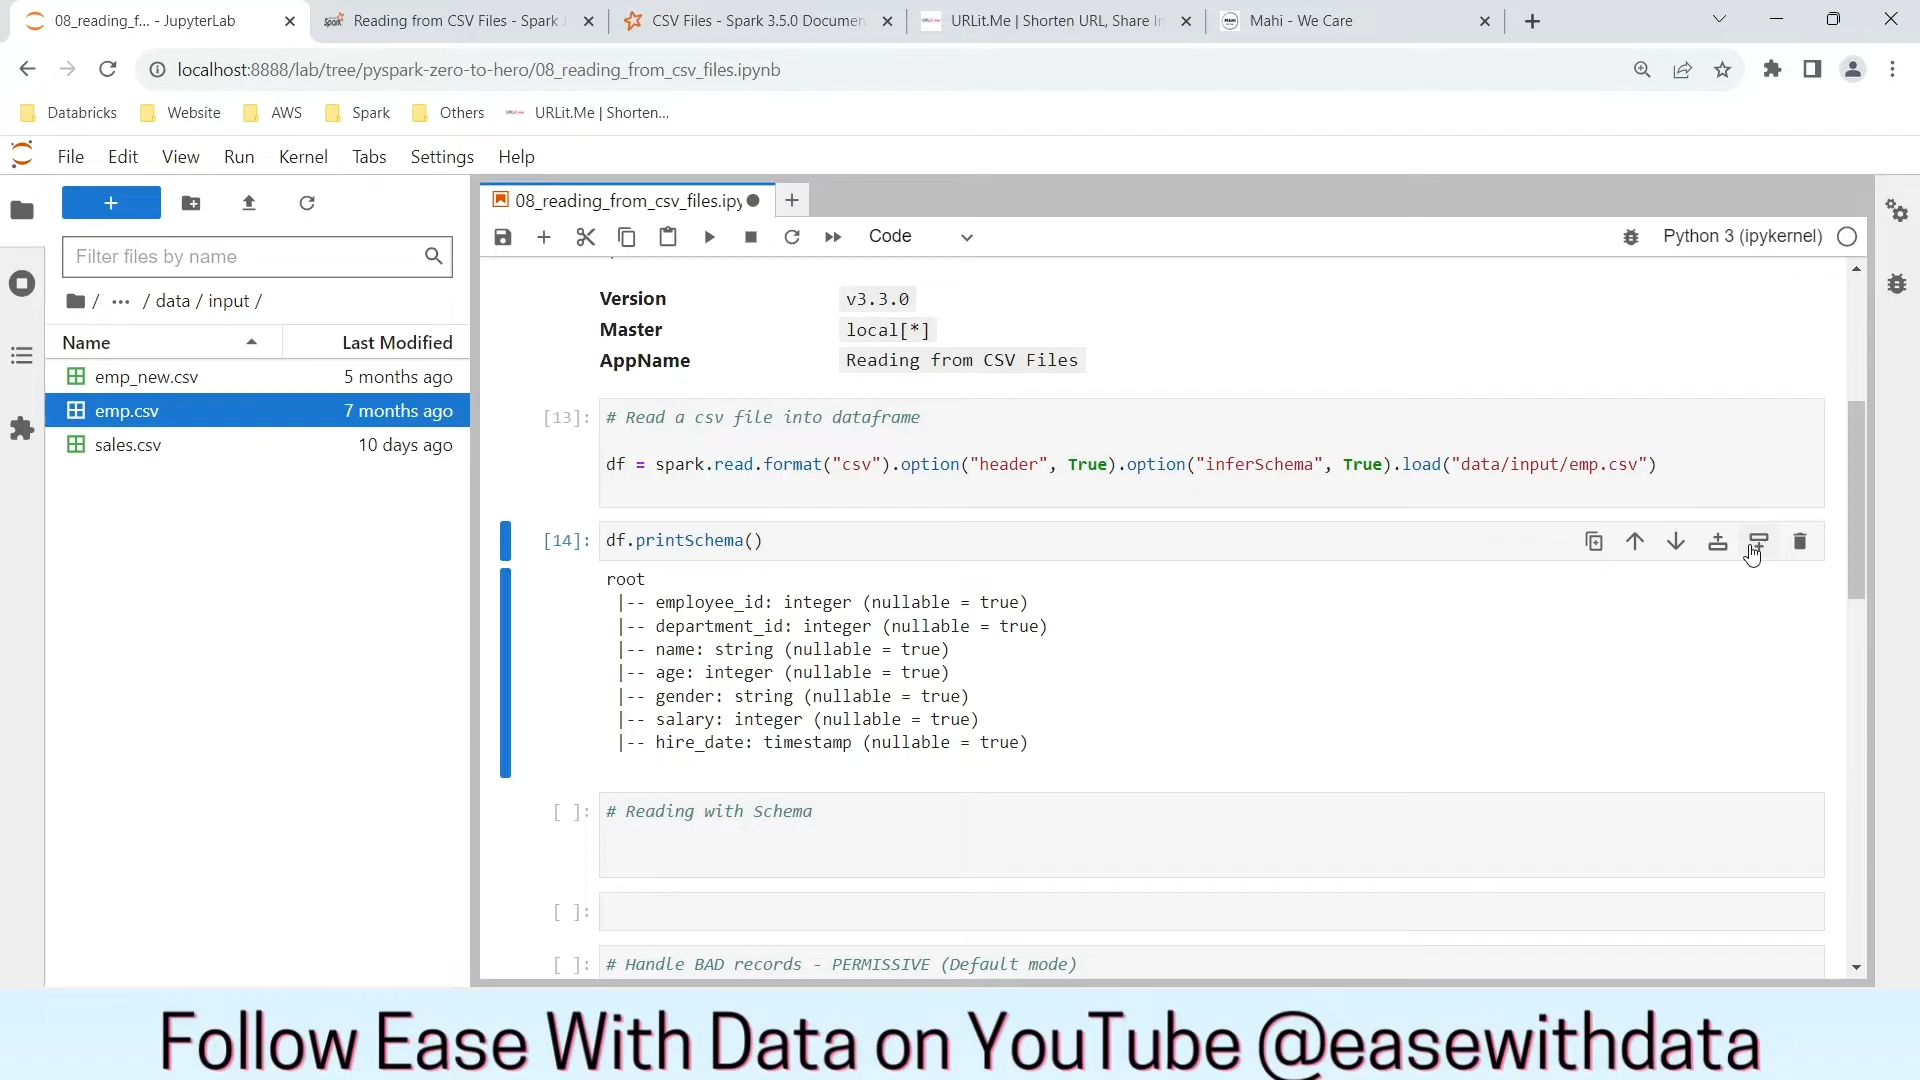 08_reading_f... - JupyterLab
Reading from CSV Files - Spark
CSV Files - Spark 3.5.0 Documen
URLit.Me | Shorten URL, Share In
Mahi - We Care
localhost:8888/lab/tree/pyspark-zero-to-hero/08_reading_from_csv_files.ipynb
Databricks
Website
AWS
Spark
Others
URLit.Me | Shorten...
File
Edit
View
Run
Kernel
Tabs
Settings
Help
+
Filter files by name
/ ... / data / input /
Name
Last Modified
emp_new.csv
5 months ago
emp.csv
7 months ago
sales.csv
10 days ago
08_reading_from_csv_files.ipy
Code
Python 3 (ipykernel)
Version
v3.3.0
Master
local[*]
AppName
Reading from CSV Files
[13]:
# Read a csv file into dataframe
df = spark.read.format("csv").option("header", True).option("inferSchema", True).load("data/input/emp.csv")
[14]:
df.printSchema()
root
|-- employee_id: integer (nullable = true)
|-- department_id: integer (nullable = true)
|-- name: string (nullable = true)
|-- age: integer (nullable = true)
|-- gender: string (nullable = true)
|-- salary: integer (nullable = true)
|-- hire_date: timestamp (nullable = true)
[ ]:
# Reading with Schema
[ ]:
[ ]:
# Handle BAD records - PERMISSIVE (Default mode)
Follow Ease With Data on YouTube @easewithdata